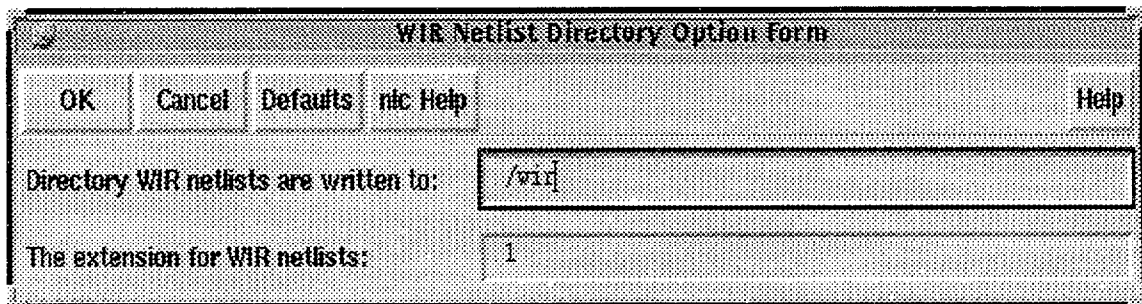 WIR Netlist Directory Option Form
OK Cancel Defaults nlc Help Help
Directory WIR netlists are written to: /wir
The extension for WIR netlists: 1